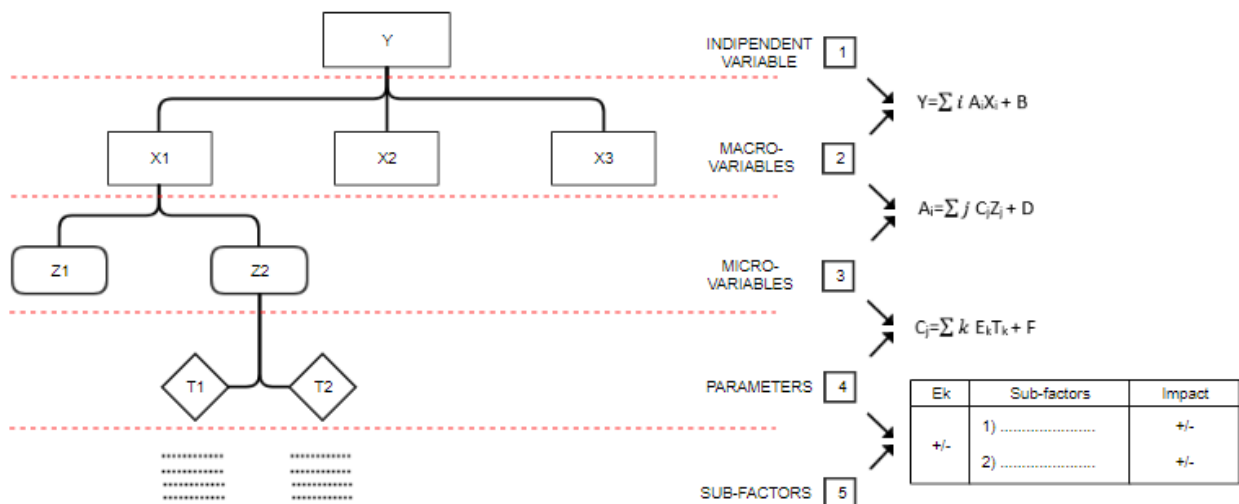 Y
INDIPENDENT
VARIABLE
1
Y=∑ i AᵢXᵢ + B
X1
X2
X3
MACRO-
VARIABLES
2
Aᵢ=∑ j CⱼZⱼ + D
Z1
Z2
MICRO-
VARIABLES
3
Cⱼ=∑ k EₖTₖ + F
T1
T2
PARAMETERS
4
Ek Sub-factors Impact
+/-
1) ...................... +/-
2) ...................... +/-
SUB-FACTORS
5